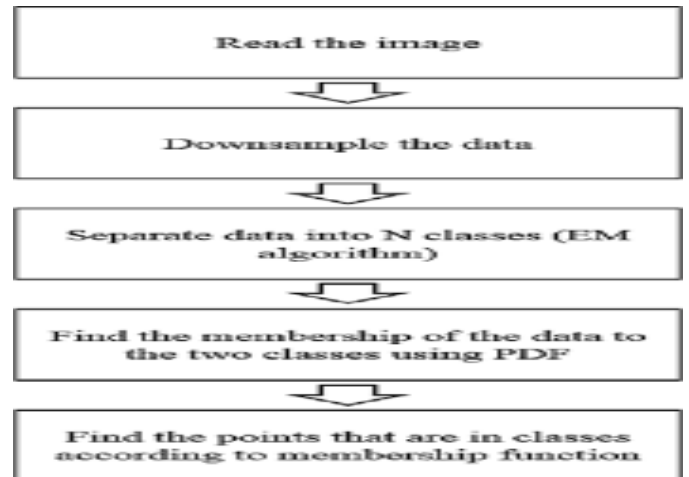 Read the image
Downsample the data
Separate data into N classes (EM
algorithm)
Find the membership of the data to
the two classes using PDF
Find the points that are in classes
according to membership function